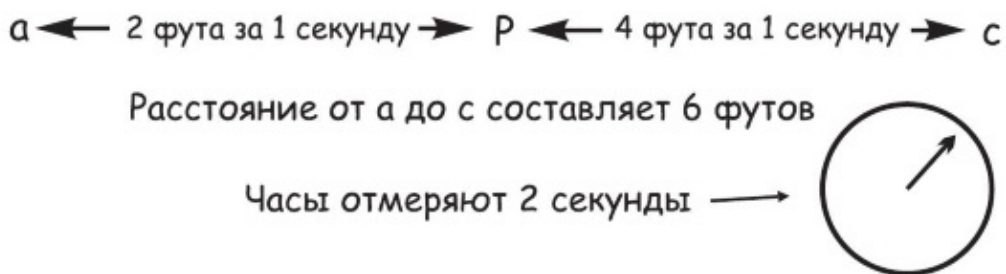 a 2 фута за 1 секунду P 4 фута за 1 секунду c
Расстояние от a до c составляет 6 футов
Часы отмеряют 2 секунды